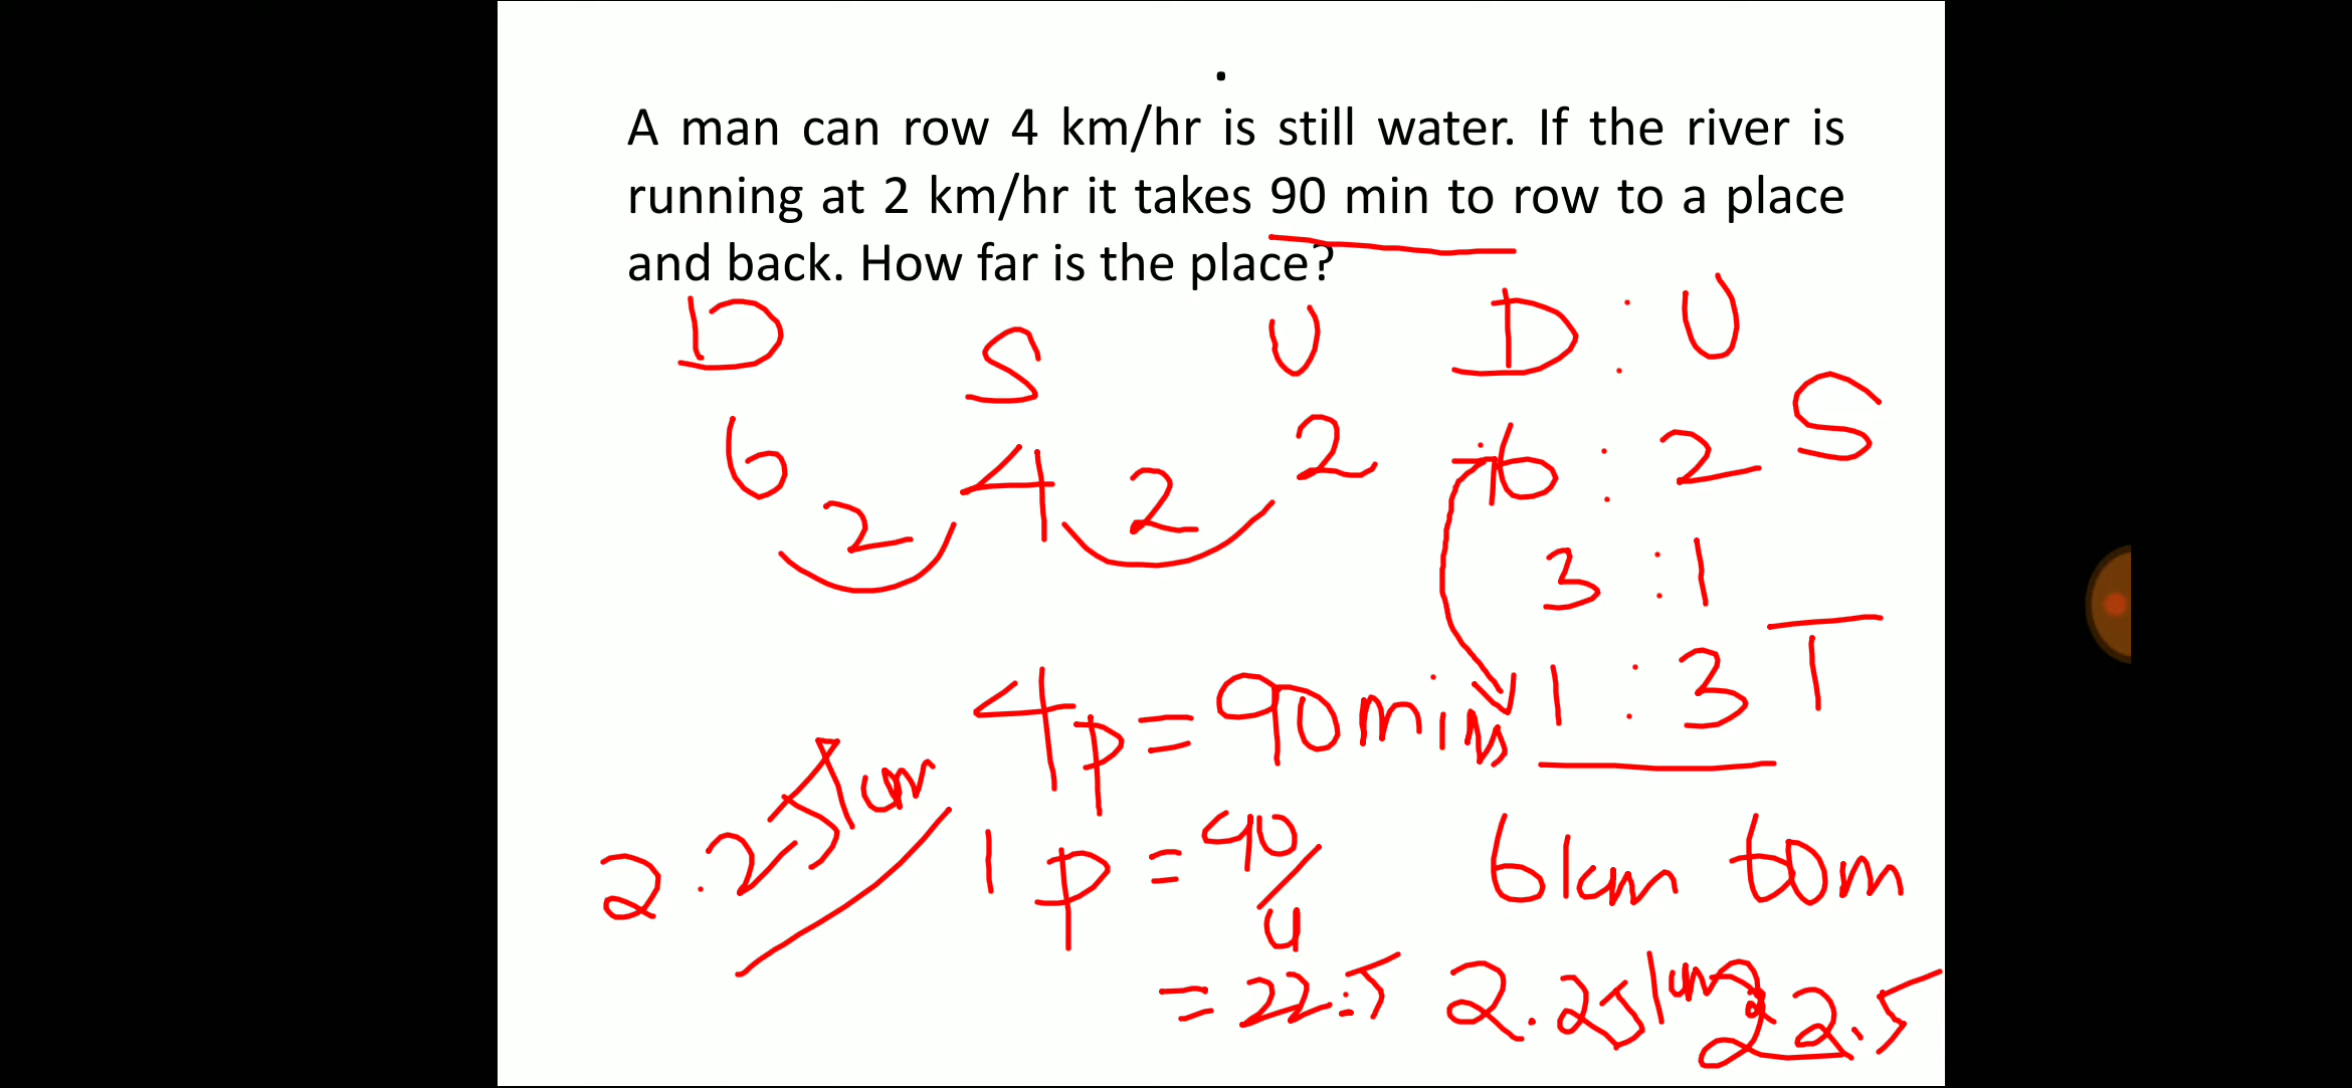 A man can row 4 km/hr is still water. If the river is
running at 2 km/hr it takes 90 min to row to a place
and back. How far is the place?
D S U D : U
S
6 2 4 2 2 6 : 2
3 : 1
4p = 90 mins 1 : 3 T
2.25km 1p = 90/4 6km 60m
= 22.5 2.25km 22.5